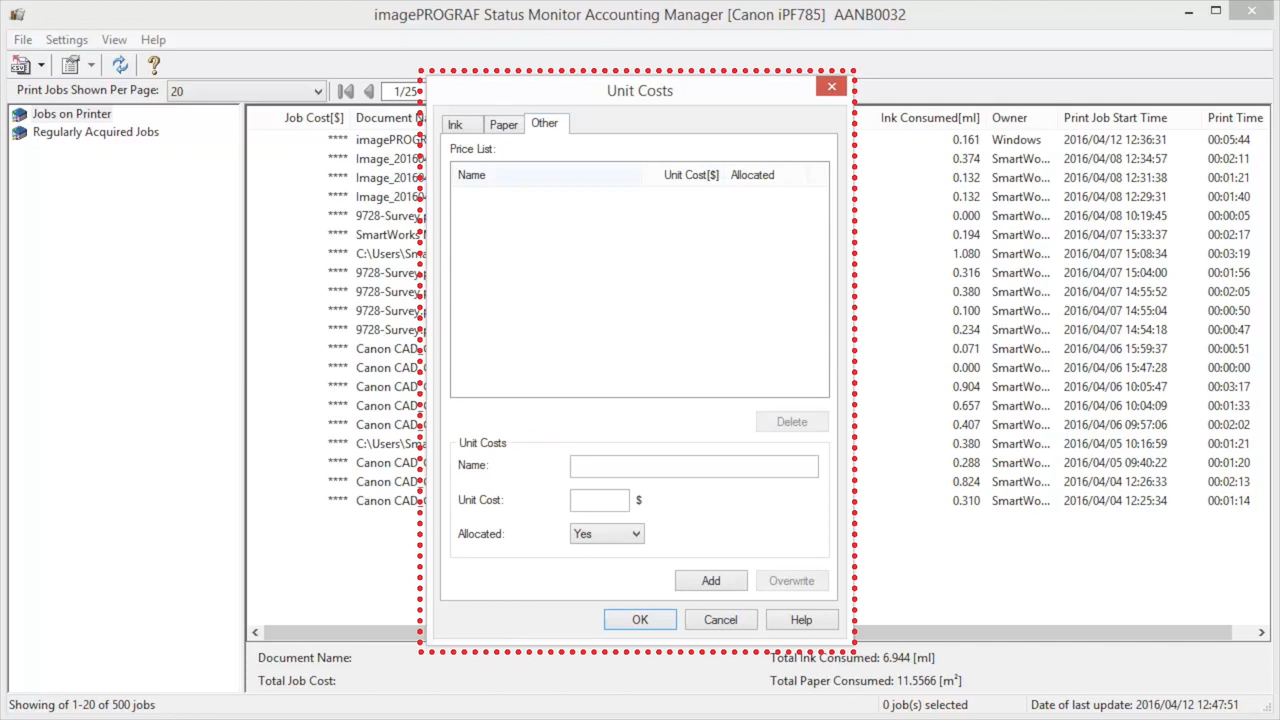 imagePROGRAF Status Monitor Accounting Manager [Canon iPF785] AANB0032
File Settings View Help
CSV
Print Jobs Shown Per Page: 20 1/25
Jobs on Printer
Regularly Acquired Jobs
Job Cost[$] Document Na Ink Consumed[ml] Owner Print Job Start Time Print Time
**** imagePROGR 0.161 Windows 2016/04/12 12:36:31 00:05:44
**** Image_20160 0.374 SmartWo... 2016/04/08 12:34:57 00:02:11
**** Image_20160 0.132 SmartWo... 2016/04/08 12:31:38 00:01:21
**** Image_20160 0.132 SmartWo... 2016/04/08 12:29:31 00:01:40
**** 9728-Survey.p 0.000 SmartWo... 2016/04/08 10:19:45 00:00:05
**** SmartWorks 0.194 SmartWo... 2016/04/07 15:33:37 00:02:17
**** C:\Users\Sma 1.080 SmartWo... 2016/04/07 15:08:34 00:03:19
**** 9728-Survey.p 0.316 SmartWo... 2016/04/07 15:04:00 00:01:56
**** 9728-Survey.p 0.380 SmartWo... 2016/04/07 14:55:52 00:02:05
**** 9728-Survey.p 0.100 SmartWo... 2016/04/07 14:55:04 00:00:50
**** 9728-Survey.p 0.234 SmartWo... 2016/04/07 14:54:18 00:00:47
**** Canon CAD_C 0.071 SmartWo... 2016/04/06 15:59:37 00:00:51
**** Canon CAD_C 0.000 SmartWo... 2016/04/06 15:47:28 00:00:00
**** Canon CAD_C 0.904 SmartWo... 2016/04/06 10:05:47 00:03:17
**** Canon CAD_C 0.657 SmartWo... 2016/04/06 10:04:09 00:01:33
**** Canon CAD_C 0.407 SmartWo... 2016/04/06 09:57:06 00:02:02
**** C:\Users\Sma 0.380 SmartWo... 2016/04/05 10:16:59 00:01:21
**** Canon CAD_C 0.288 SmartWo... 2016/04/05 09:40:22 00:01:20
**** Canon CAD_C 0.824 SmartWo... 2016/04/04 12:26:33 00:02:13
**** Canon CAD_C 0.310 SmartWo... 2016/04/04 12:25:34 00:01:14
Unit Costs
Ink Paper Other
Price List:
Name Unit Cost[$] Allocated
Delete
Unit Costs
Name:
Unit Cost: $
Allocated: Yes
Add Overwrite
OK Cancel Help
Document Name: Total Ink Consumed: 6.944 [ml]
Total Job Cost: Total Paper Consumed: 11.5566 [m²]
Showing of 1-20 of 500 jobs 0 job(s) selected Date of last update: 2016/04/12 12:47:51